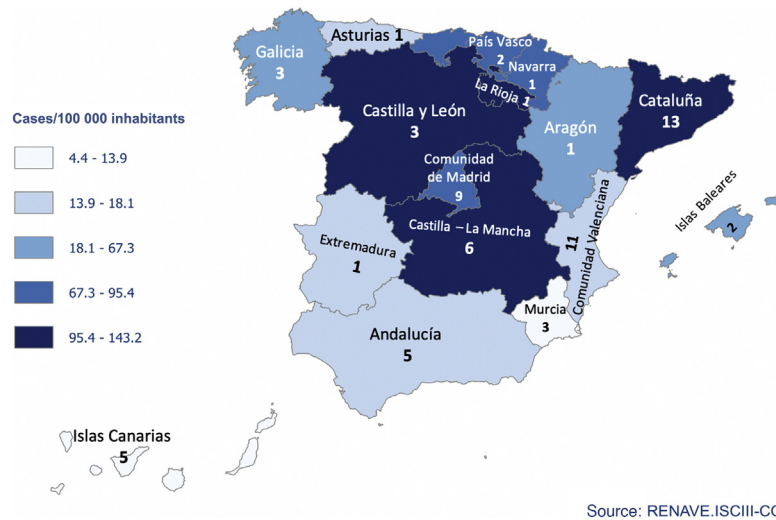 Asturias 1
País Vasco
2
Galicia
3
Navarra
1
La Rioja 1
Cataluña
13
Castilla y León
3
Cases/100 000 inhabitants
4.4 - 13.9
13.9 - 18.1
18.1 - 67.3
67.3 - 95.4
95.4 - 143.2
Aragón
1
Comunidad
de Madrid
9
Islas Baleares
2
Castilla – La Mancha
6
Comunidad Valenciana
11
Extremadura
1
Murcia
3
Andalucía
5
Islas Canarias
5
Source: RENAVE.ISCIII-CO